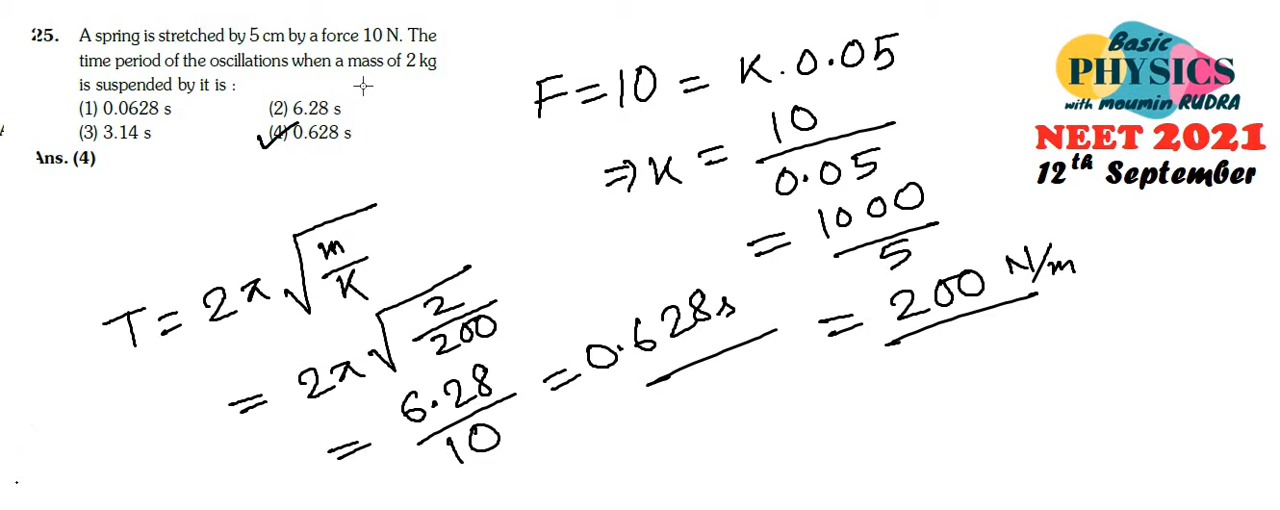 25. A spring is stretched by 5 cm by a force 10 N. The
time period of the oscillations when a mass of 2 kg
is suspended by it is :
(1) 0.0628 s (2) 6.28 s
(3) 3.14 s (4) 0.628 s
Ans. (4)
F = 10 = K . 0.05
⇒ K = 10 / 0.05
= 1000 / 5
= 200 N/m
T = 2π √(m/K)
= 2π √(2/200)
= 6.28 / 10 = 0.628 s
Basic
PHYSICS
with moumin RUDRA
NEET 2021
12th September